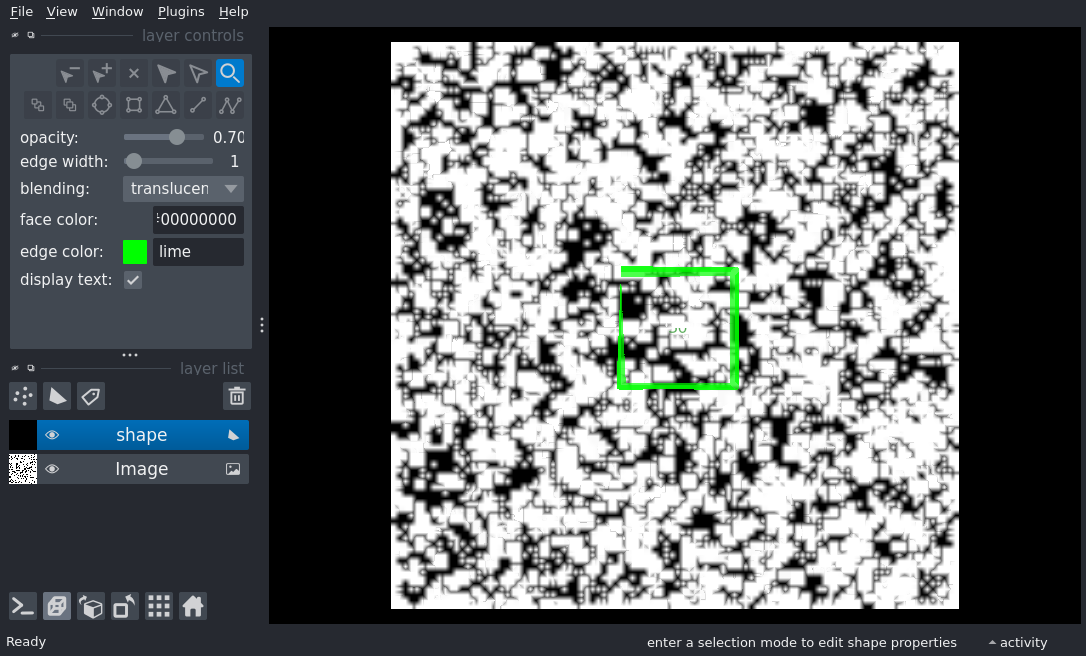 File View Window Plugins Help
layer controls
opacity: 0.70
edge width: 1
blending: translucen
face color: 00000000
edge color: lime
display text:
layer list
shape
Image
Ready
enter a selection mode to edit shape properties
activity